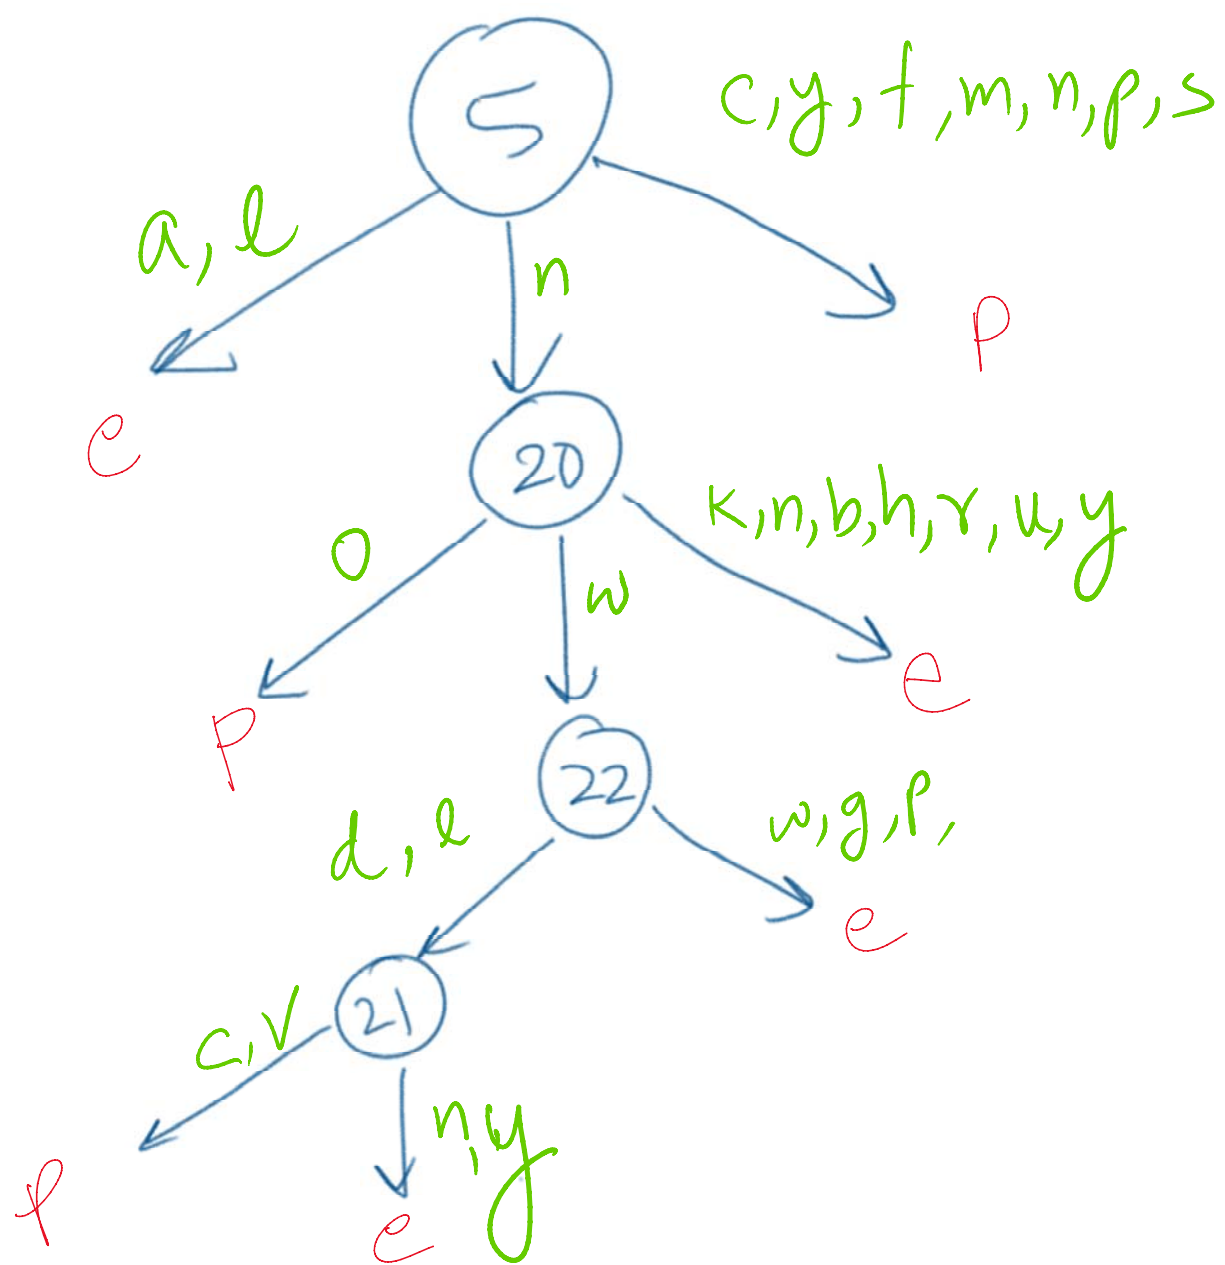 5
c, y, f, m, n, p, s
a, l
n
e
p
20
o
w
k, n, b, h, r, u, y
p
e
22
d, l
w, g, p,
21
e
c, v
n, y
p
e